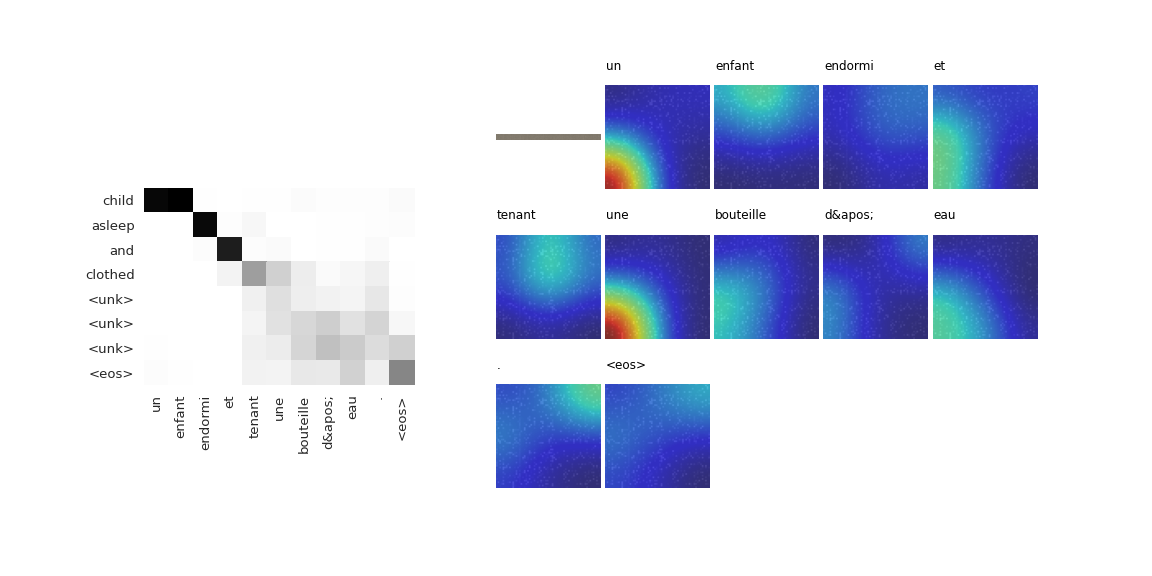 child
asleep
and
clothed
<unk>
<unk>
<unk>
<eos>
un
enfant
endormi
et
tenant
une
bouteille
d&apos;
eau
.
<eos>
un enfant endormi et
tenant une bouteille d&apos; eau
. <eos>